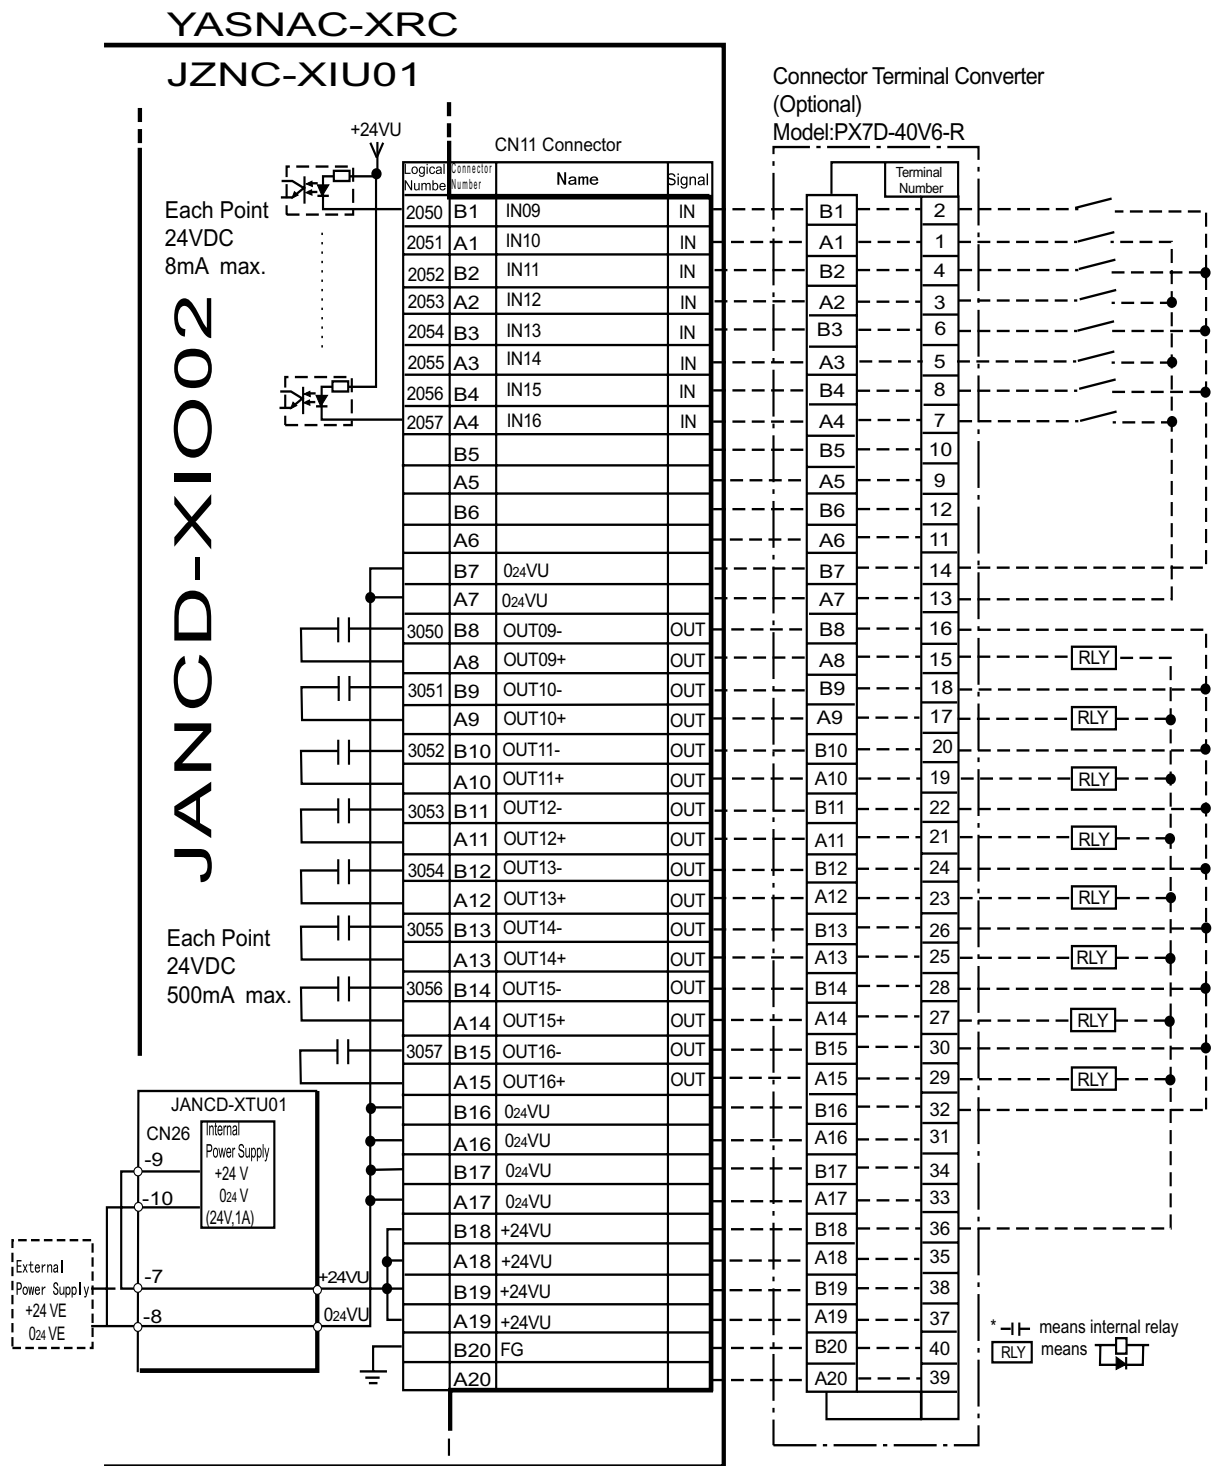 YASNAC-XRC
JZNC-XIU01
Connector Terminal Converter
(Optional)
Model:PX7D-40V6-R
+24VU
CN11 Connector
Logical Numbe Connector Number Name Signal
Terminal Number
Each Point
24VDC
8mA max.
JANCD-XIO02
2050 B1 IN09 IN B1 2
2051 A1 IN10 IN A1 1
2052 B2 IN11 IN B2 4
2053 A2 IN12 IN A2 3
2054 B3 IN13 IN B3 6
2055 A3 IN14 IN A3 5
2056 B4 IN15 IN B4 8
2057 A4 IN16 IN A4 7
B5 B5 10
A5 A5 9
B6 B6 12
A6 A6 11
B7 024VU B7 14
A7 024VU A7 13
3050 B8 OUT09- OUT B8 16
A8 OUT09+ OUT A8 15 RLY
3051 B9 OUT10- OUT B9 18
A9 OUT10+ OUT A9 17 RLY
3052 B10 OUT11- OUT B10 20
A10 OUT11+ OUT A10 19 RLY
3053 B11 OUT12- OUT B11 22
A11 OUT12+ OUT A11 21 RLY
3054 B12 OUT13- OUT B12 24
A12 OUT13+ OUT A12 23 RLY
3055 B13 OUT14- OUT B13 26
A13 OUT14+ OUT A13 25 RLY
3056 B14 OUT15- OUT B14 28
A14 OUT15+ OUT A14 27 RLY
3057 B15 OUT16- OUT B15 30
A15 OUT16+ OUT A15 29 RLY
B16 024VU B16 32
A16 024VU A16 31
B17 024VU B17 34
A17 024VU A17 33
B18 +24VU B18 36
A18 +24VU A18 35
B19 +24VU B19 38
A19 +24VU A19 37
B20 FG B20 40
A20 A20 39
Each Point
24VDC
500mA max.
JANCD-XTU01
CN26
Internal
Power Supply
+24 V
024 V
(24V,1A)
-9
-10
-7
-8
+24VU
024VU
External
Power Supply
+24 VE
024 VE
* means internal relay
RLY means